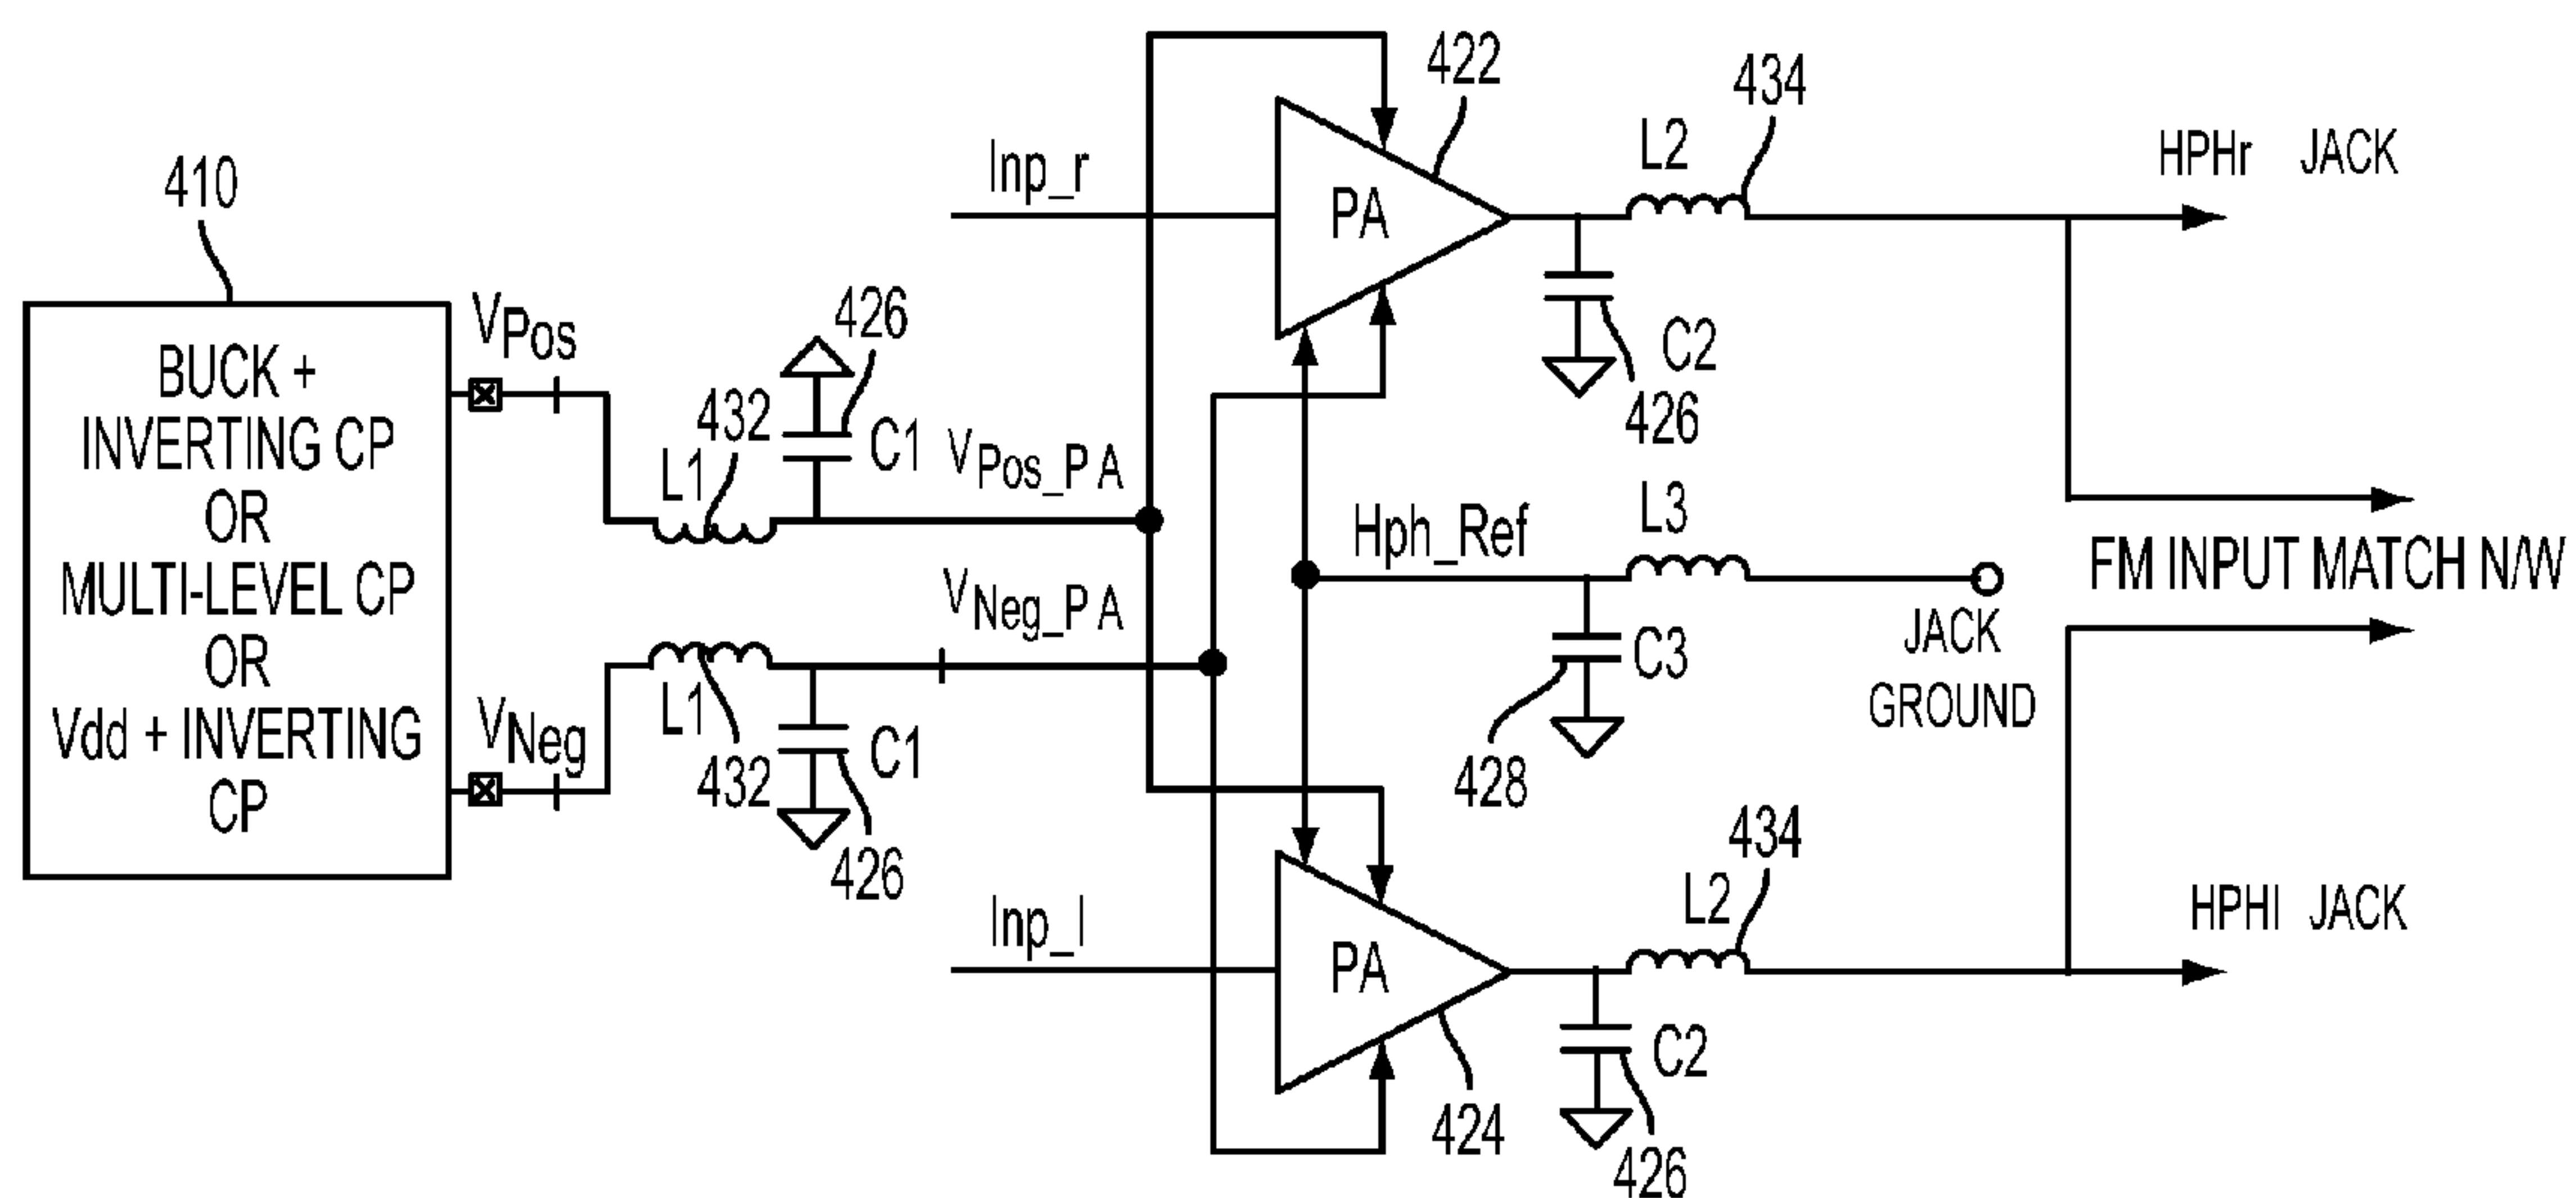 410
BUCK +
INVERTING CP
OR
MULTI-LEVEL CP
OR
Vdd + INVERTING
CP
VPos
VNeg
L1
432
426
C1
VPos_PA
VNeg_PA
L1
432
C1
426
Inp_r
PA
422
L2
434
C2
426
HPHr JACK
Hph_Ref
L3
C3
428
JACK
GROUND
FM INPUT MATCH N/W
Inp_l
PA
424
L2
434
C2
426
HPHl JACK